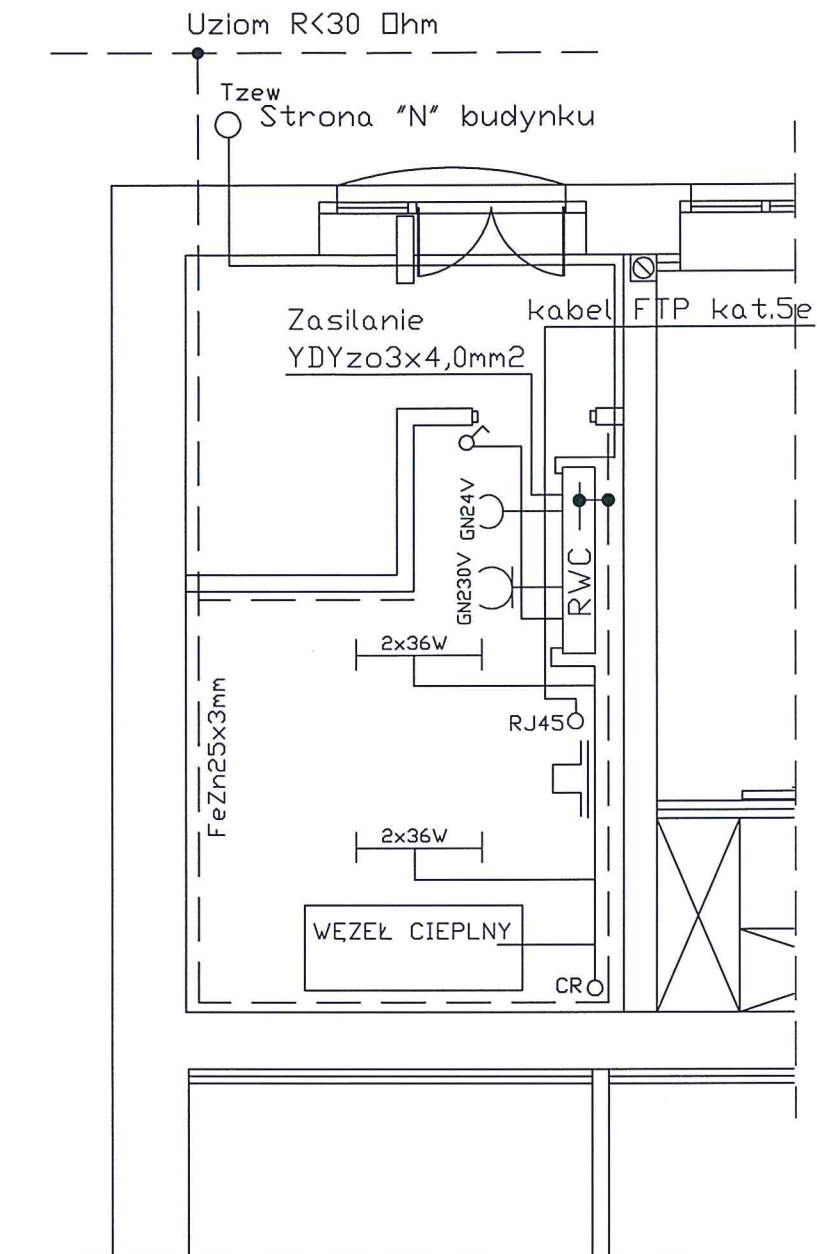 Uziom R<30 Ohm
Tzew
Strona "N" budynku
Zasilanie
YDYzo3x4,0mm2
kabel FTP kat.5e
GN24V
GN230V
RWC
2x36W
RJ45
FeZn25x3mm
2x36W
WĘZEŁ CIEPLNY
CR